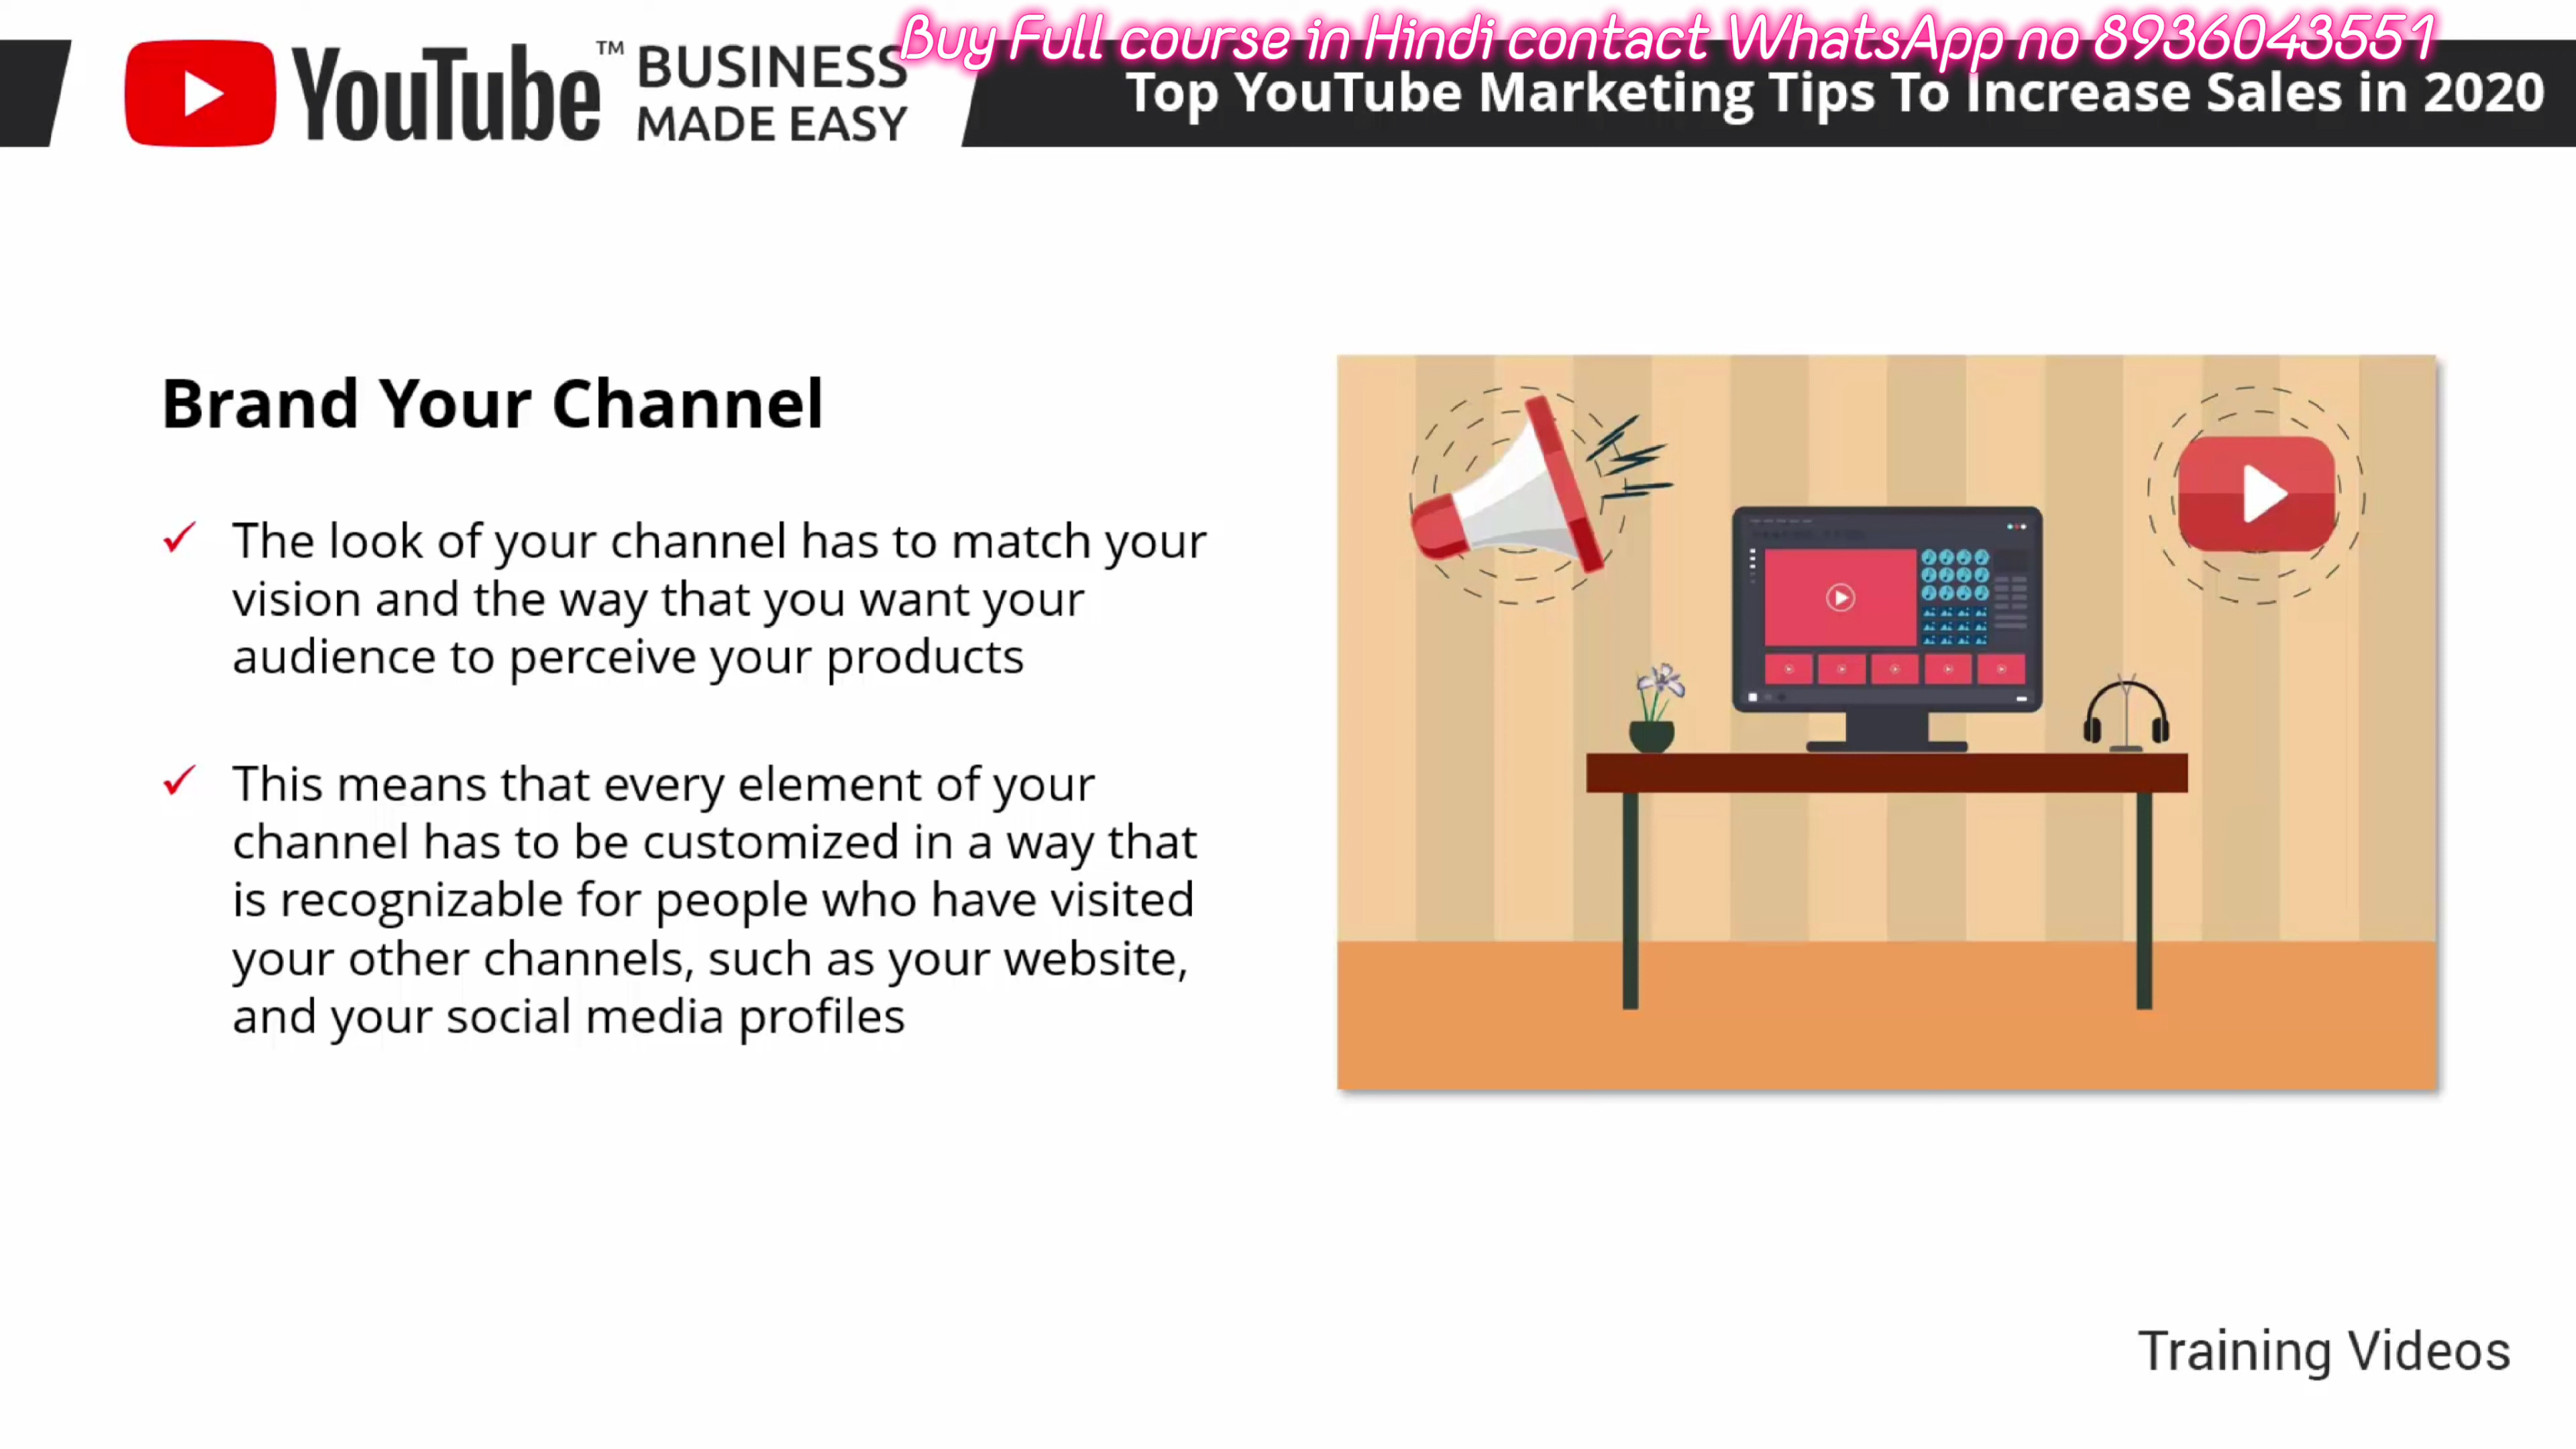 Buy Full course in Hindi contact WhatsApp no 8936043551
YouTube™ BUSINESS
MADE EASY
Top YouTube Marketing Tips To Increase Sales in 2020
Brand Your Channel
✓ The look of your channel has to match your
vision and the way that you want your
audience to perceive your products
✓ This means that every element of your
channel has to be customized in a way that
is recognizable for people who have visited
your other channels, such as your website,
and your social media profiles
Training Videos